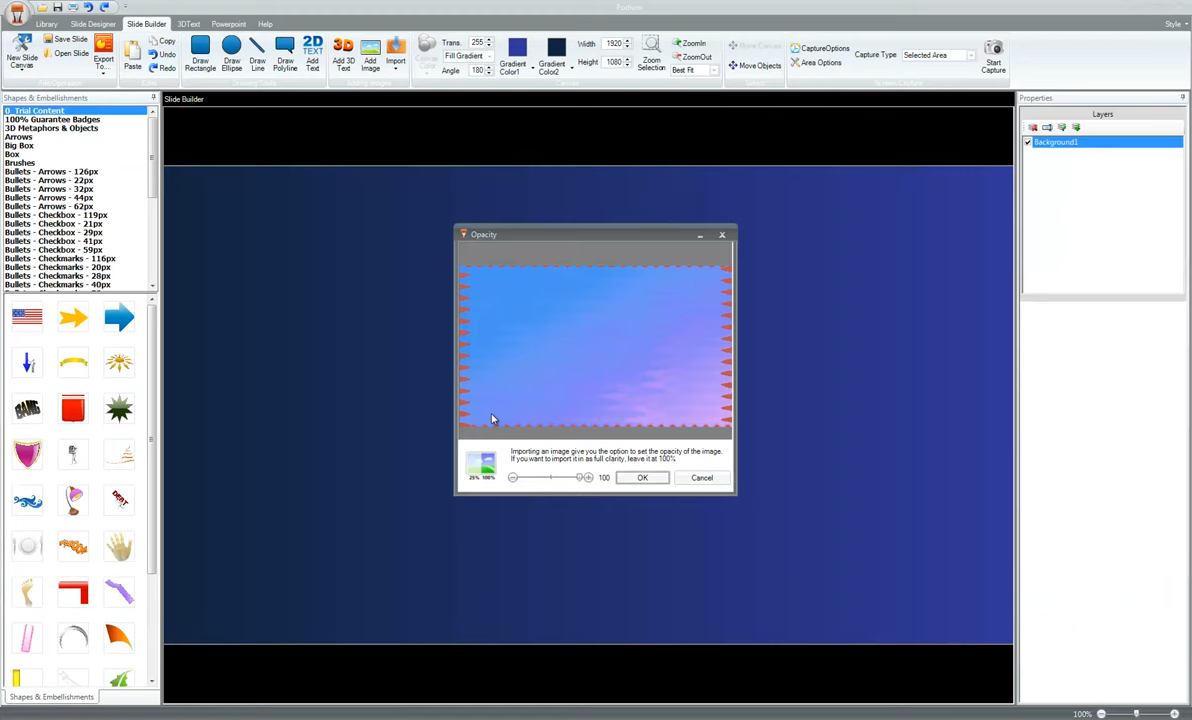 Podium
Library Slide Designer Slide Builder 3DText Powerpoint Help Style
New Slide Canvas
Save Slide
Open Slide
Export To...
Paste
Copy
Undo
Redo
Draw Rectangle
Draw Ellipse
Draw Line
Draw Polyline
2D TEXT
Add Text
3D
Add 3D Text
Add Image
Import
Canvas Color
Trans. 255
Fill Gradient
Angle 180
Gradient Color1
Gradient Color2
Width 1920
Height 1080
Zoom Selection
ZoomIn
ZoomOut
Best Fit
Move Canvas
Move Objects
CaptureOptions
Area Options
Capture Type Selected Area
Start Capture
Shapes & Embellishments
0_Trial Content
100% Guarantee Badges
3D Metaphors & Objects
Arrows
Big Box
Box
Brushes
Bullets - Arrows - 126px
Bullets - Arrows - 22px
Bullets - Arrows - 32px
Bullets - Arrows - 44px
Bullets - Arrows - 62px
Bullets - Checkbox - 119px
Bullets - Checkbox - 21px
Bullets - Checkbox - 29px
Bullets - Checkbox - 41px
Bullets - Checkbox - 59px
Bullets - Checkmarks - 116px
Bullets - Checkmarks - 20px
Bullets - Checkmarks - 28px
Bullets - Checkmarks - 40px
BANG
Shapes & Embellishments
Slide Builder
Opacity
Importing an image give you the option to set the opacity of the image.
If you want to import it in as full clarity, leave it at 100%
25% 100%
100
OK
Cancel
Properties
Layers
Background1
100%